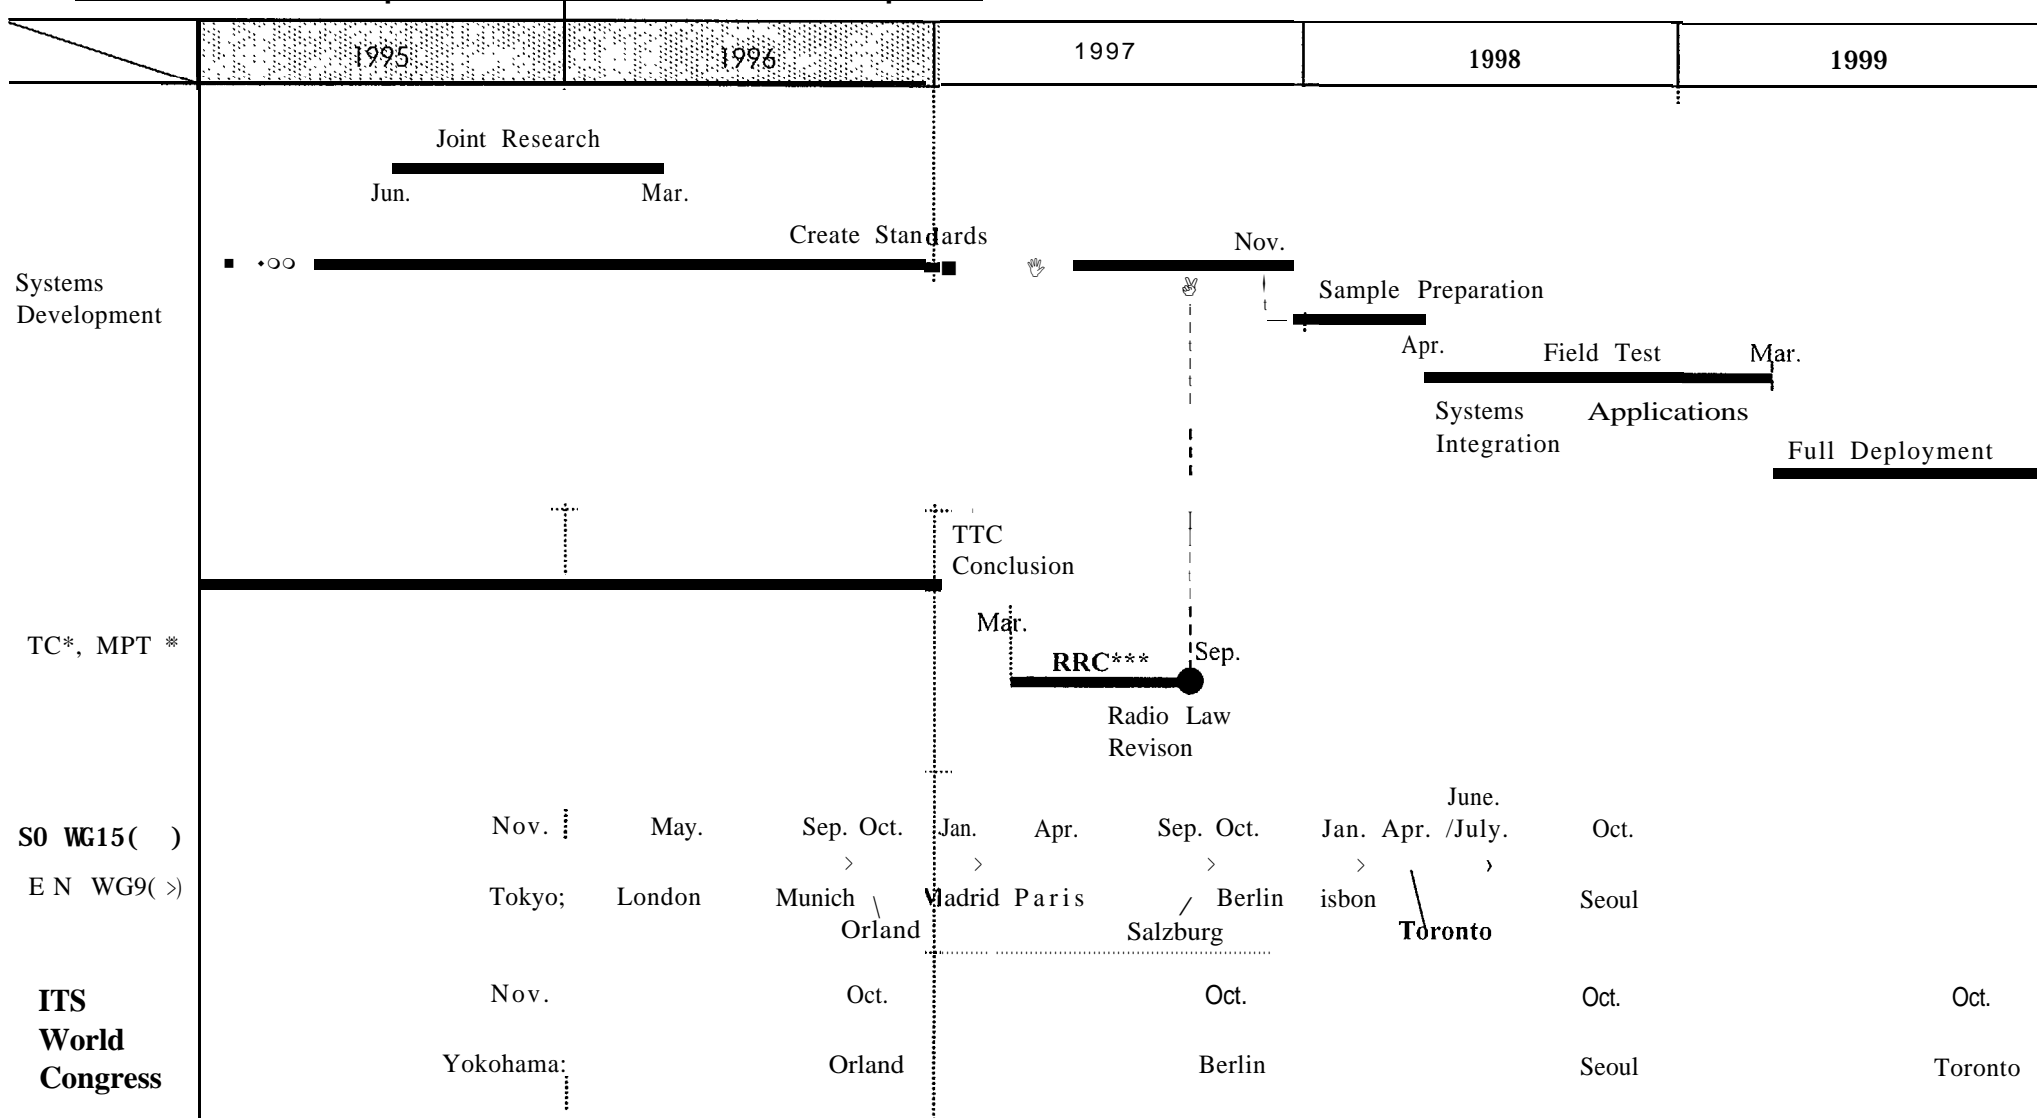 1995 1996 1997 1998 1999
Joint Research
Jun. Mar.
Create Standards
Nov.
Systems
Development
Sample Preparation
Apr. Field Test Mar.
Systems Applications
Integration
Full Deployment
TTC
Conclusion
Mar.
TC*, MPT *
RRC*** Sep.
Radio Law
Revison
June.
S0 WG15( )
Nov. May. Sep. Oct. Jan. Apr. Sep. Oct. Jan. Apr. /July. Oct.
E N WG9( >)
Tokyo; London Munich Madrid Paris Berlin isbon Seoul
Orland Salzburg Toronto
ITS
World
Congress
Nov. Oct. Oct. Oct. Oct.
Yokohama: Orland Berlin Seoul Toronto